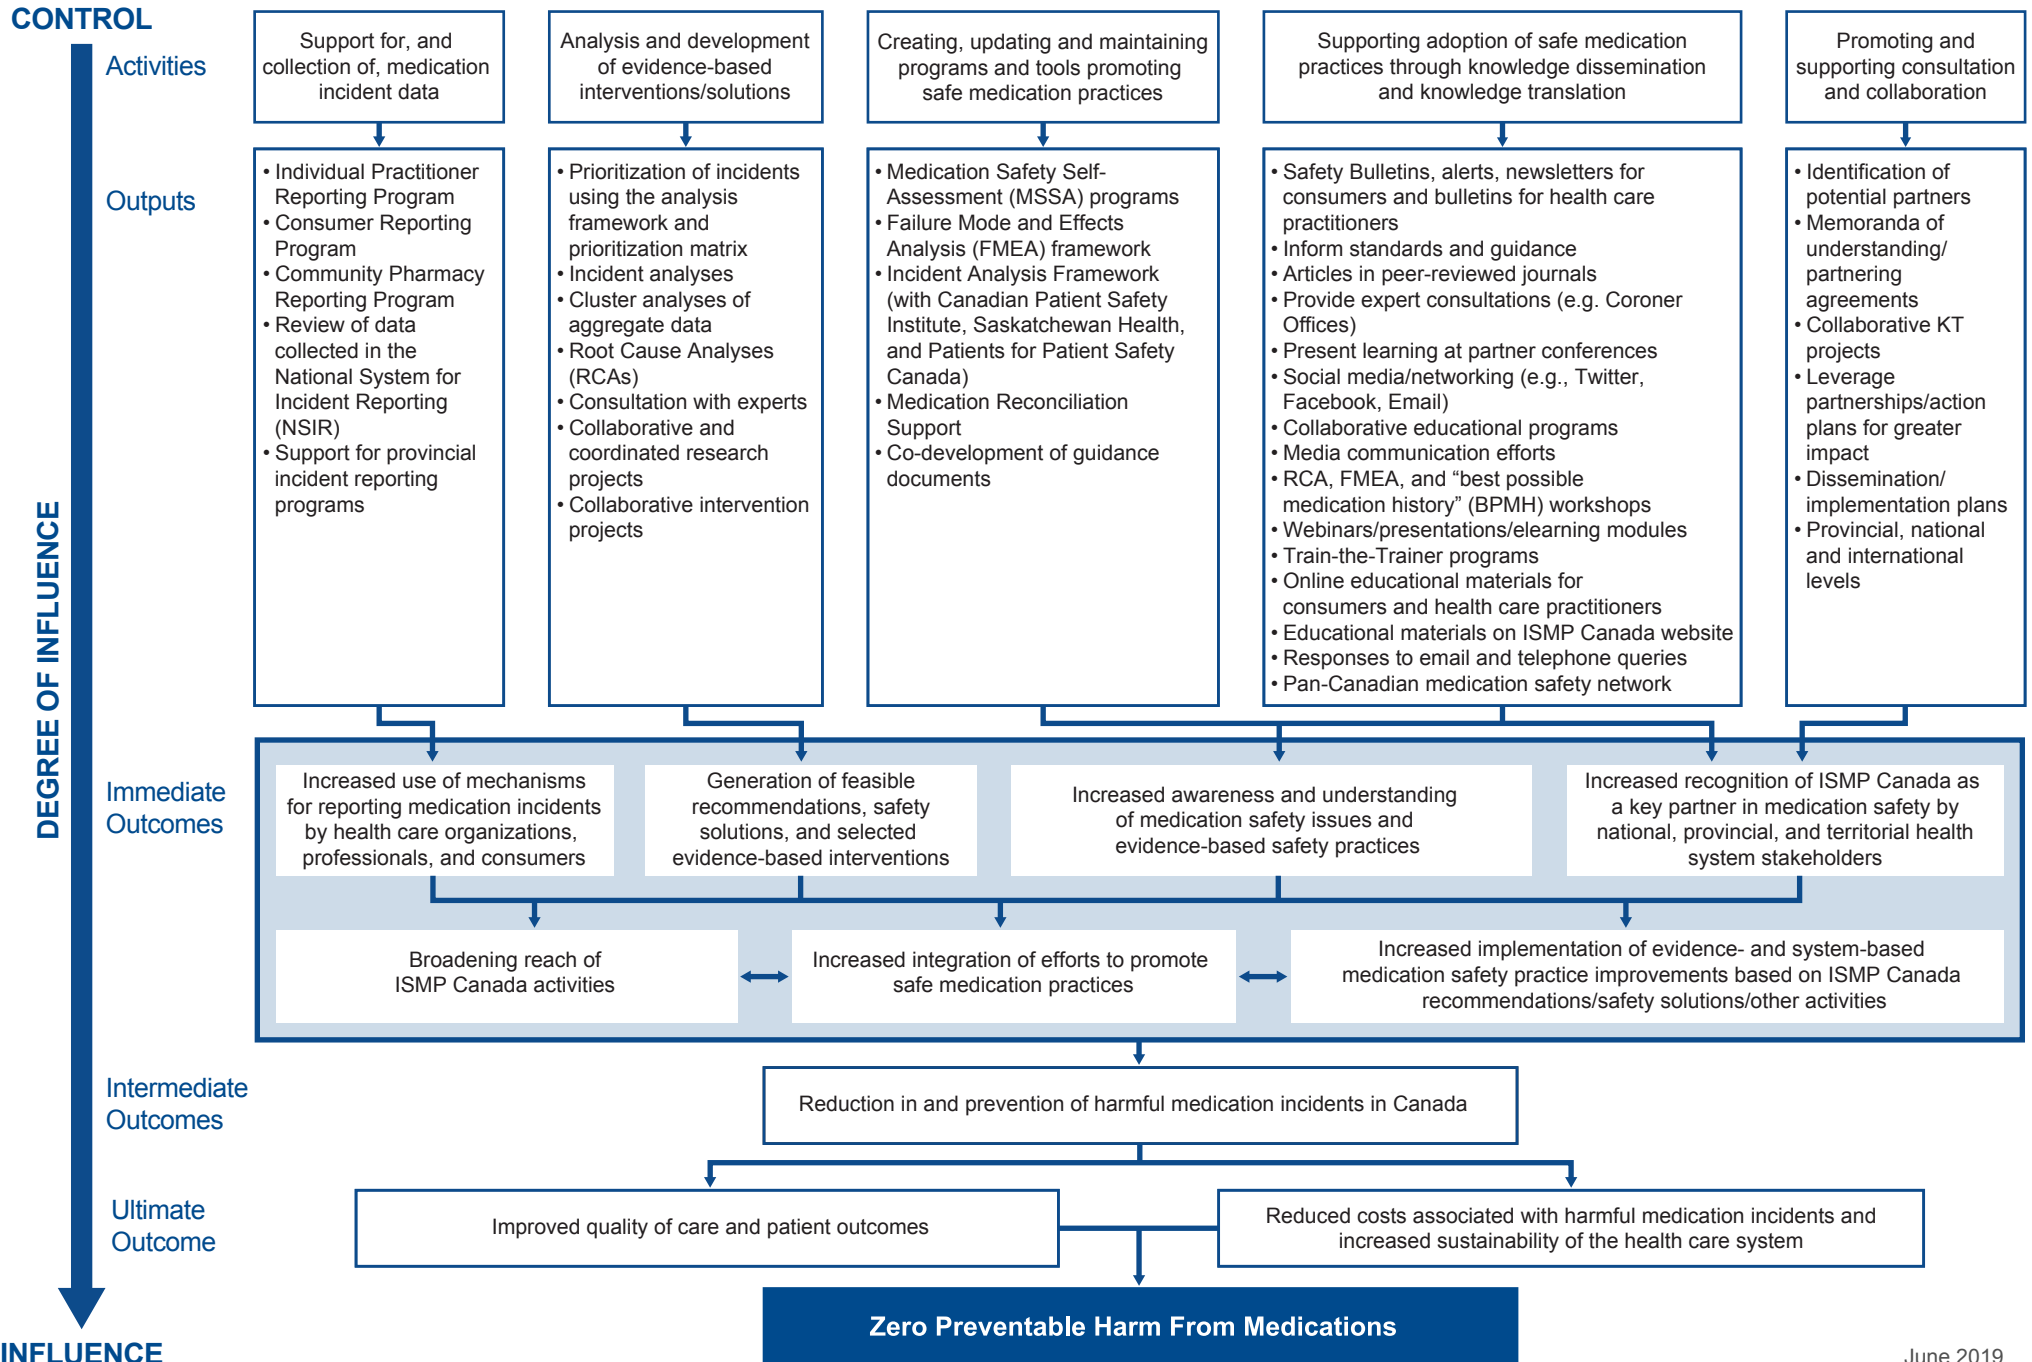 CONTROL
Activities
Support for, and
collection of, medication
incident data
Analysis and development
of evidence-based
interventions/solutions
Creating, updating and maintaining
programs and tools promoting
safe medication practices
Supporting adoption of safe medication
practices through knowledge dissemination
and knowledge translation
Promoting and
supporting consultation
and collaboration
Outputs
• Individual Practitioner
Reporting Program
• Consumer Reporting
Program
• Community Pharmacy
Reporting Program
• Review of data
collected in the
National System for
Incident Reporting
(NSIR)
• Support for provincial
incident reporting
programs
• Prioritization of incidents
using the analysis
framework and
prioritization matrix
• Incident analyses
• Cluster analyses of
aggregate data
• Root Cause Analyses
(RCAs)
• Consultation with experts
• Collaborative and
coordinated research
projects
• Collaborative intervention
projects
• Medication Safety Self-
Assessment (MSSA) programs
• Failure Mode and Effects
Analysis (FMEA) framework
• Incident Analysis Framework
(with Canadian Patient Safety
Institute, Saskatchewan Health,
and Patients for Patient Safety
Canada)
• Medication Reconciliation
Support
• Co-development of guidance
documents
• Safety Bulletins, alerts, newsletters for
consumers and bulletins for health care
practitioners
• Inform standards and guidance
• Articles in peer-reviewed journals
• Provide expert consultations (e.g. Coroner
Offices)
• Present learning at partner conferences
• Social media/networking (e.g., Twitter,
Facebook, Email)
• Collaborative educational programs
• Media communication efforts
• RCA, FMEA, and “best possible
medication history” (BPMH) workshops
• Webinars/presentations/elearning modules
• Train-the-Trainer programs
• Online educational materials for
consumers and health care practitioners
• Educational materials on ISMP Canada website
• Responses to email and telephone queries
• Pan-Canadian medication safety network
• Identification of
potential partners
• Memoranda of
understanding/
partnering
agreements
• Collaborative KT
projects
• Leverage
partnerships/action
plans for greater
impact
• Dissemination/
implementation plans
• Provincial, national
and international
levels
DEGREE OF INFLUENCE
Immediate
Outcomes
Increased use of mechanisms
for reporting medication incidents
by health care organizations,
professionals, and consumers
Generation of feasible
recommendations, safety
solutions, and selected
evidence-based interventions
Increased awareness and understanding
of medication safety issues and
evidence-based safety practices
Increased recognition of ISMP Canada as
a key partner in medication safety by
national, provincial, and territorial health
system stakeholders
Broadening reach of
ISMP Canada activities
Increased integration of efforts to promote
safe medication practices
Increased implementation of evidence- and system-based
medication safety practice improvements based on ISMP Canada
recommendations/safety solutions/other activities
Intermediate
Outcomes
Reduction in and prevention of harmful medication incidents in Canada
Ultimate
Outcome
Improved quality of care and patient outcomes
Reduced costs associated with harmful medication incidents and
increased sustainability of the health care system
Zero Preventable Harm From Medications
INFLUENCE
June 2019